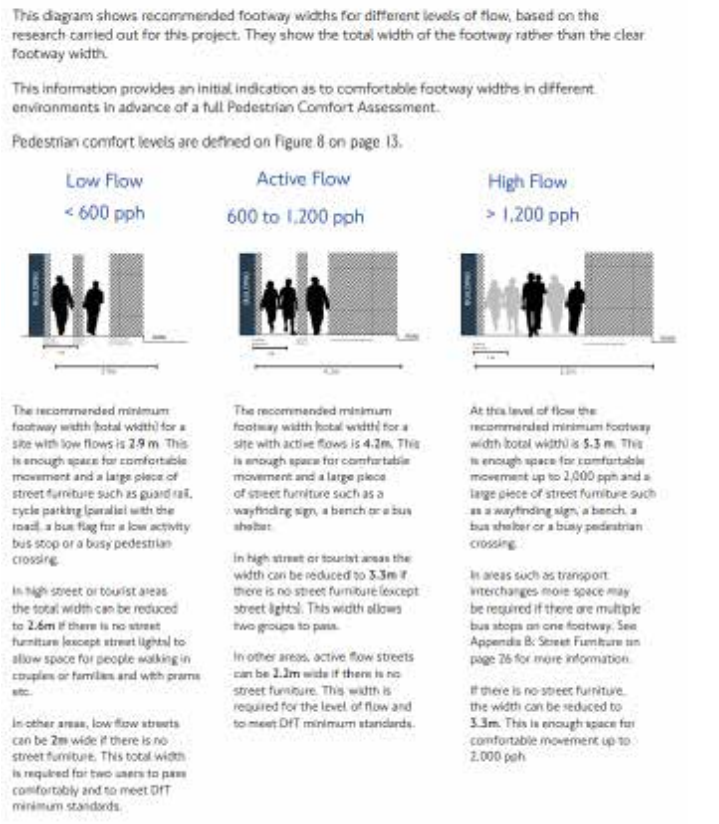 This diagram shows recommended footway widths for different levels of flow, based on the
research carried out for this project. They show the total width of the footway rather than the clear
footway width.
This information provides an initial indication as to comfortable footway widths in different
environments in advance of a full Pedestrian Comfort Assessment.
Pedestrian comfort levels are defined on Figure 8 on page 13.
Low Flow
< 600 pph
BUILDING
The recommended minimum
footway width (total width) for a
site with low flows is 2.9 m. This
is enough space for comfortable
movement and a large piece of
street furniture such as guard rail,
cycle parking (parallel with the
road), a bus flag for a low activity
bus stop or a busy pedestrian
crossing.
In high street or tourist areas
the total width can be reduced
to 2.6m if there is no street
furniture (except street lights) to
allow space for people walking in
couples or families and with prams
etc.
In other areas, low flow streets
can be 2m wide if there is no
street furniture. This total width
is required for two users to pass
comfortably and to meet DfT
minimum standards.
Active Flow
600 to 1,200 pph
BUILDING
4.2m
The recommended minimum
footway width (total width) for a
site with active flows is 4.2m. This
is enough space for comfortable
movement and a large piece
of street furniture such as a
wayfinding sign, a bench or a bus
shelter.
In high street or tourist areas the
width can be reduced to 3.3m if
there is no street furniture (except
street lights). This width allows
two groups to pass.
In other areas, active flow streets
can be 2.2m wide if there is no
street furniture. This width is
required for the level of flow and
to meet DfT minimum standards.
High Flow
> 1,200 pph
BUILDING
At this level of flow the
recommended minimum footway
width (total width) is 5.3 m. This
is enough space for comfortable
movement up to 2,000 pph and a
large piece of street furniture such
as a wayfinding sign, a bench, a
bus shelter or a busy pedestrian
crossing.
In areas such as transport
interchanges more space may
be required if there are multiple
bus stops on one footway. See
Appendix B: Street Furniture on
page 26 for more information.
If there is no street furniture,
the width can be reduced to
3.3m. This is enough space for
comfortable movement up to
2,000 pph